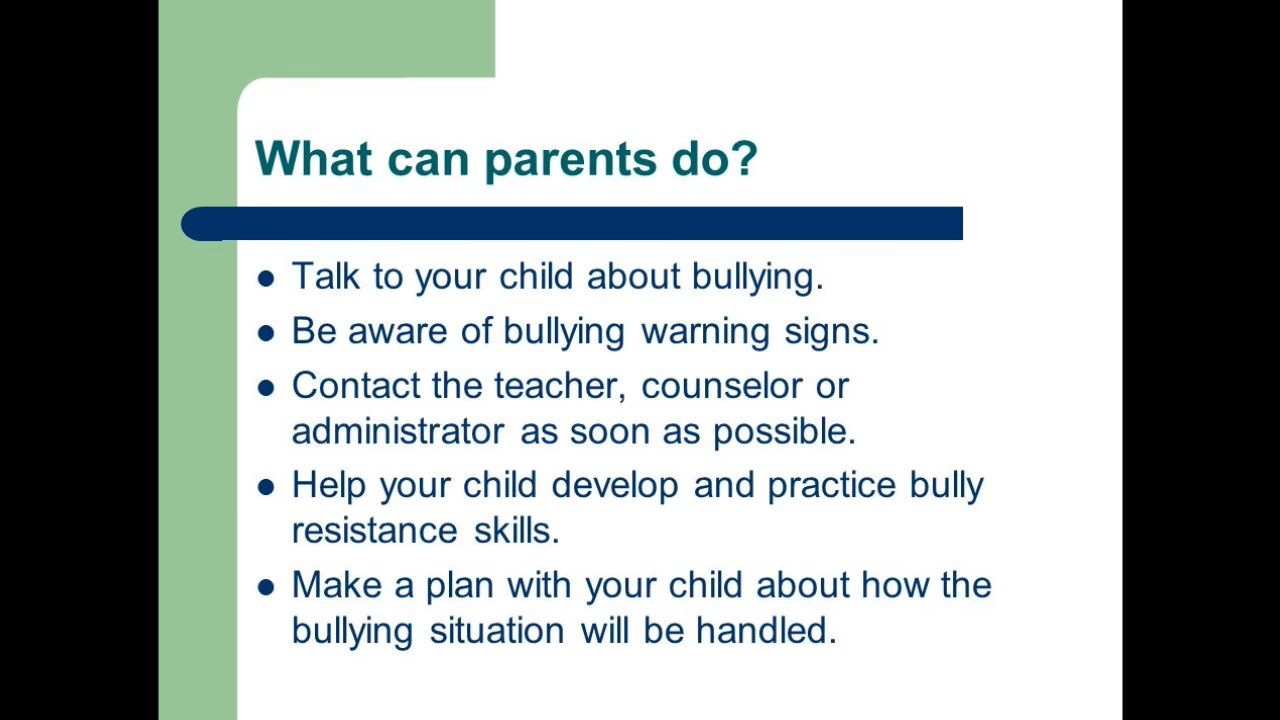 What can parents do?
Talk to your child about bullying.
Be aware of bullying warning signs.
Contact the teacher, counselor or
administrator as soon as possible.
Help your child develop and practice bully
resistance skills.
Make a plan with your child about how the
bullying situation will be handled.